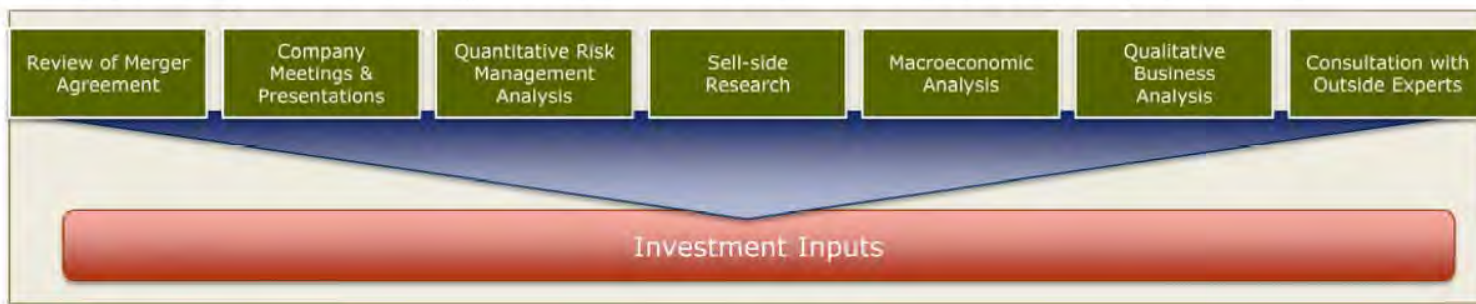 Review of Merger
Agreement
Company
Meetings &
Presentations
Quantitative Risk
Management
Analysis
Sell-side
Research
Macroeconomic
Analysis
Qualitative
Business
Analysis
Consultation with
Outside Experts
Investment Inputs